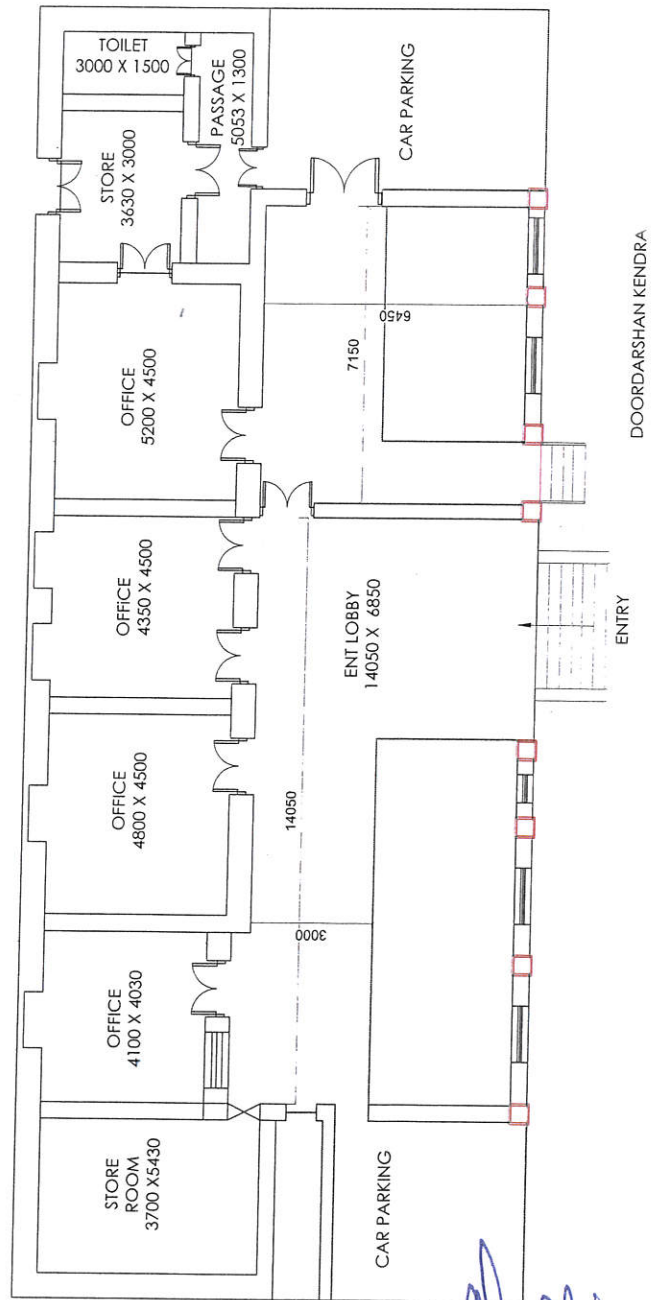 TOILET
3000 X 1500
PASSAGE
5053 X 1300
STORE
3630 X 3000
CAR PARKING
OFFICE
5200 X 4500
6450
7150
OFFICE
4350 X 4500
ENT LOBBY
14050 X 6850
OFFICE
4800 X 4500
14050
3000
OFFICE
4100 X 4030
STORE
ROOM
3700 X5430
CAR PARKING
ENTRY
DOORDARSHAN KENDRA